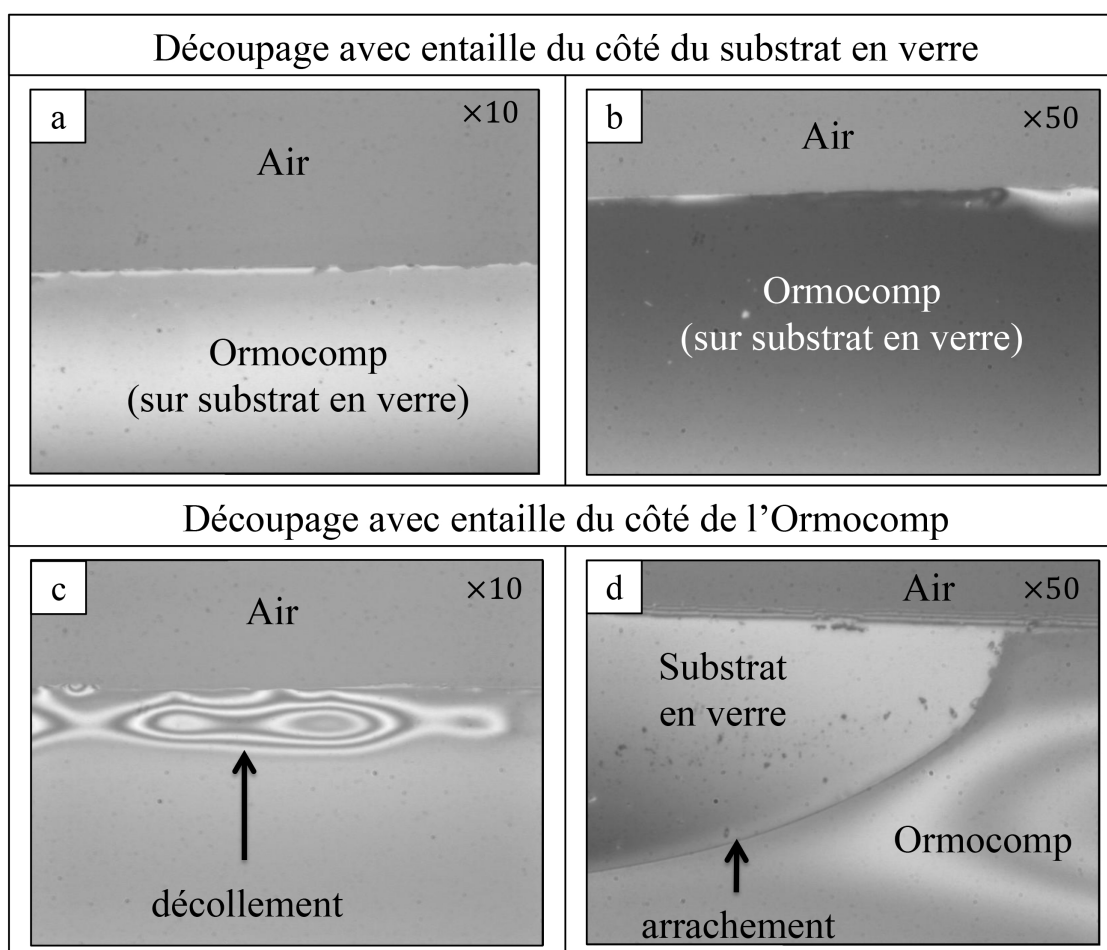 Découpage avec entaille du côté du substrat en verre
a
×10
Air
Ormocomp
(sur substrat en verre)
b
×50
Air
Ormocomp
(sur substrat en verre)
Découpage avec entaille du côté de l’Ormocomp
c
×10
Air
décollement
d
Air
×50
Substrat
en verre
Ormocomp
arrachement